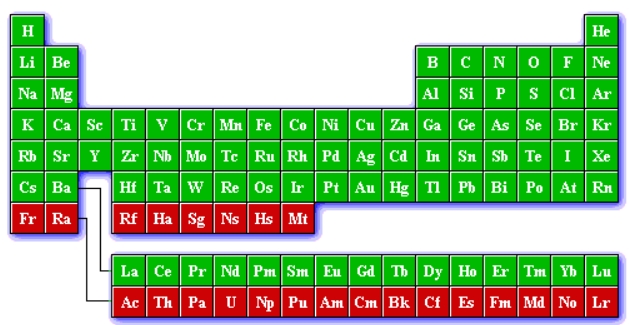 H He
Li Be B C N O F Ne
Na Mg Al Si P S Cl Ar
K Ca Sc Ti V Cr Mn Fe Co Ni Cu Zn Ga Ge As Se Br Kr
Rb Sr Y Zr Nb Mo Tc Ru Rh Pd Ag Cd In Sn Sb Te I Xe
Cs Ba Hf Ta W Re Os Ir Pt Au Hg Tl Pb Bi Po At Rn
Fr Ra Rf Ha Sg Ns Hs Mt
La Ce Pr Nd Pm Sm Eu Gd Tb Dy Ho Er Tm Yb Lu
Ac Th Pa U Np Pu Am Cm Bk Cf Es Fm Md No Lr